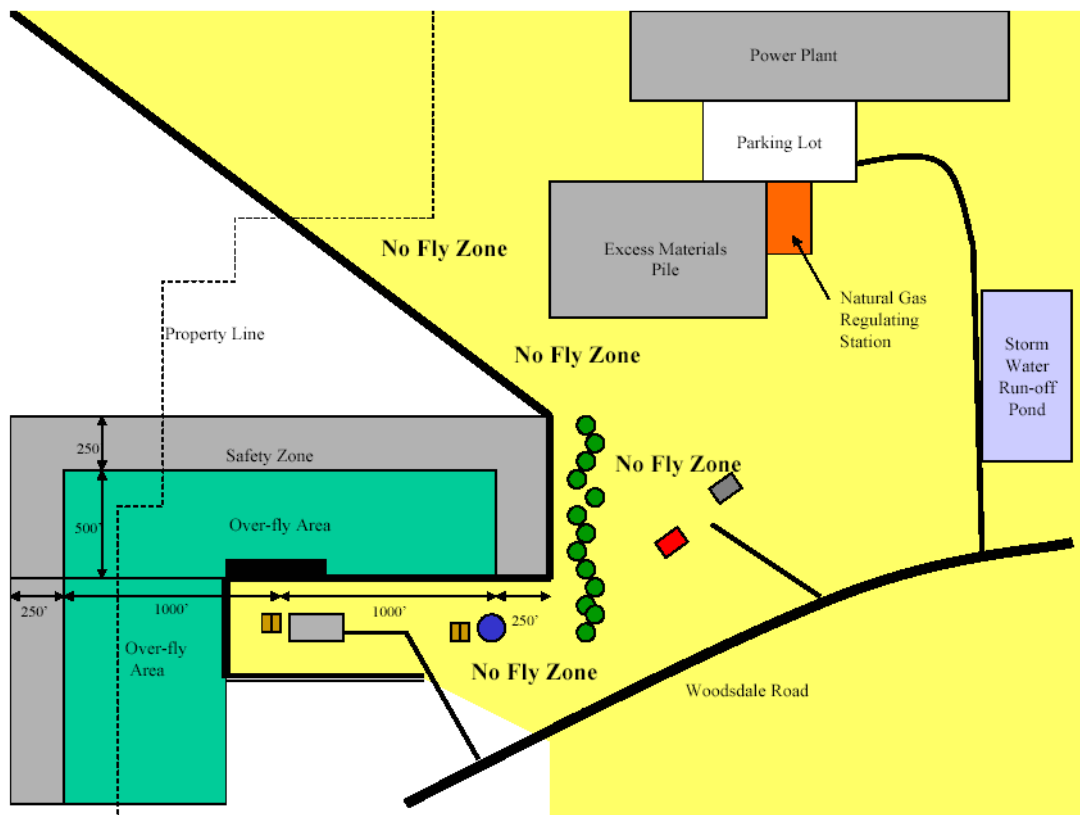 Power Plant
Parking Lot
No Fly Zone
Excess Materials
Pile
Natural Gas
Regulating
Station
Property Line
Storm
Water
Run-off
Pond
No Fly Zone
250
Safety Zone
No Fly Zone
500’
Over-fly Area
250’
1000’
1000’
250’
Over-fly
Area
No Fly Zone
Woodsdale Road